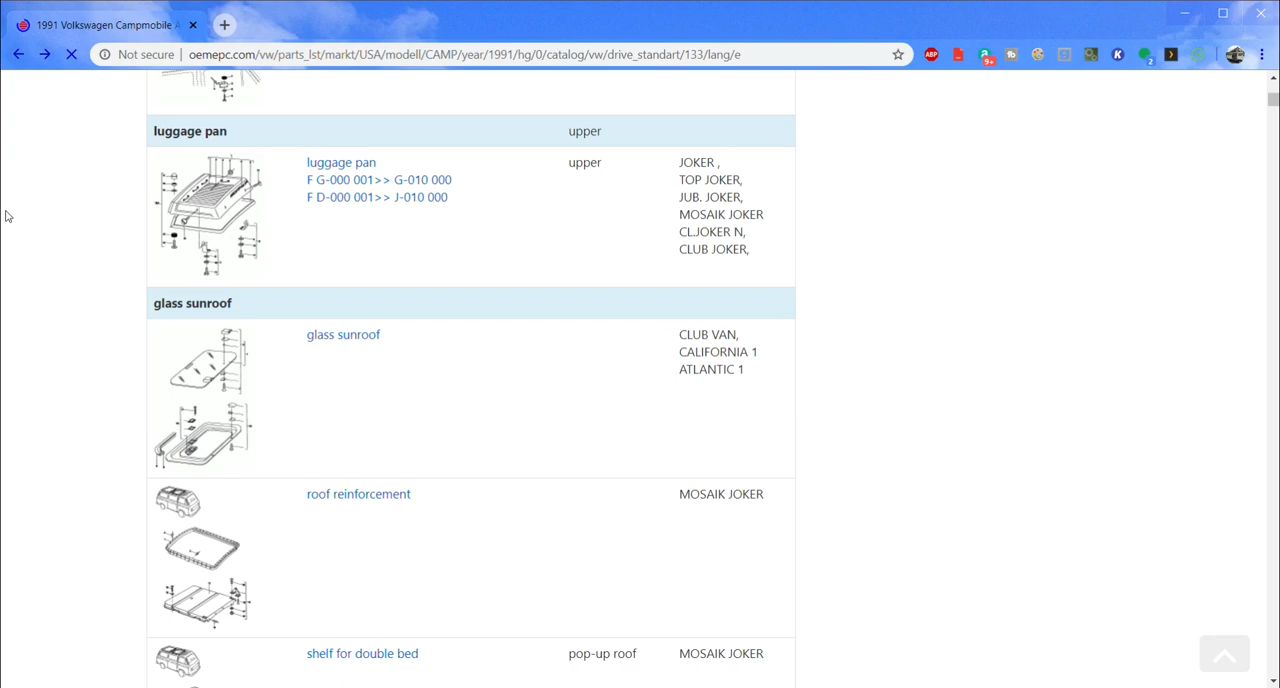 1991 Volkswagen Campmobile A
Not secure | oemepc.com/vw/parts_lst/markt/USA/modell/CAMP/year/1991/hg/0/catalog/vw/drive_standart/133/lang/e
ABP
9+
K
2
luggage pan upper
luggage pan upper JOKER ,
F G-000 001>> G-010 000 TOP JOKER,
F D-000 001>> J-010 000 JUB. JOKER,
MOSAIK JOKER
CL.JOKER N,
CLUB JOKER,
glass sunroof
glass sunroof CLUB VAN,
CALIFORNIA 1
ATLANTIC 1
roof reinforcement MOSAIK JOKER
shelf for double bed pop-up roof MOSAIK JOKER